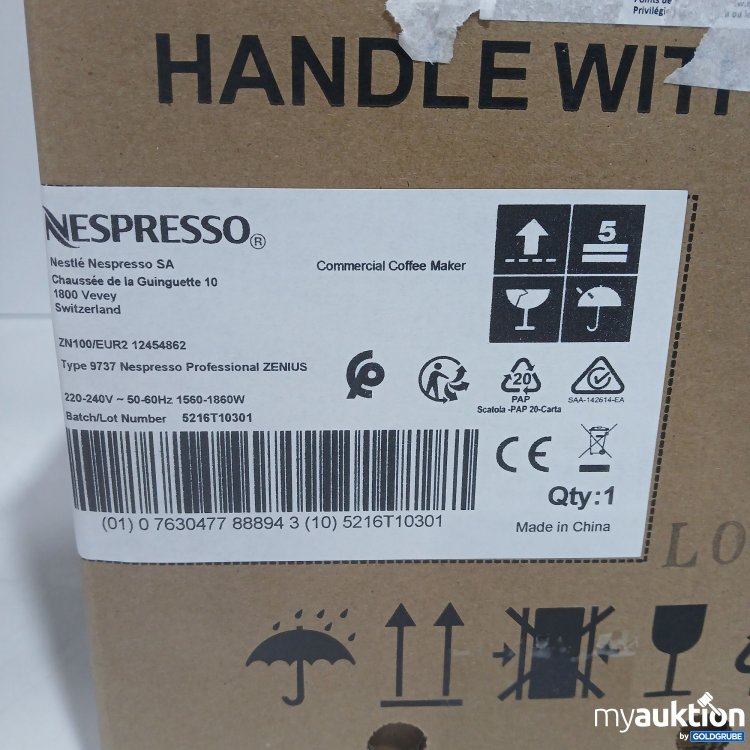 Points de
Privilégi
HANDLE WIT
NESPRESSO®
Nestlé Nespresso SA
Chaussée de la Guinguette 10
1800 Vevey
Switzerland
Commercial Coffee Maker
5
ZN100/EUR2 12454862
Type 9737 Nespresso Professional ZENIUS
220-240V ~ 50-60Hz 1560-1860W
Batch/Lot Number 5216T10301
20
PAP
Scatola -PAP 20-Carta
SAA-142614-EA
CE
(01) 0 7630477 88894 3 (10) 5216T10301
Qty:1
Made in China
LO
myauktion
by GOLDGRUBE